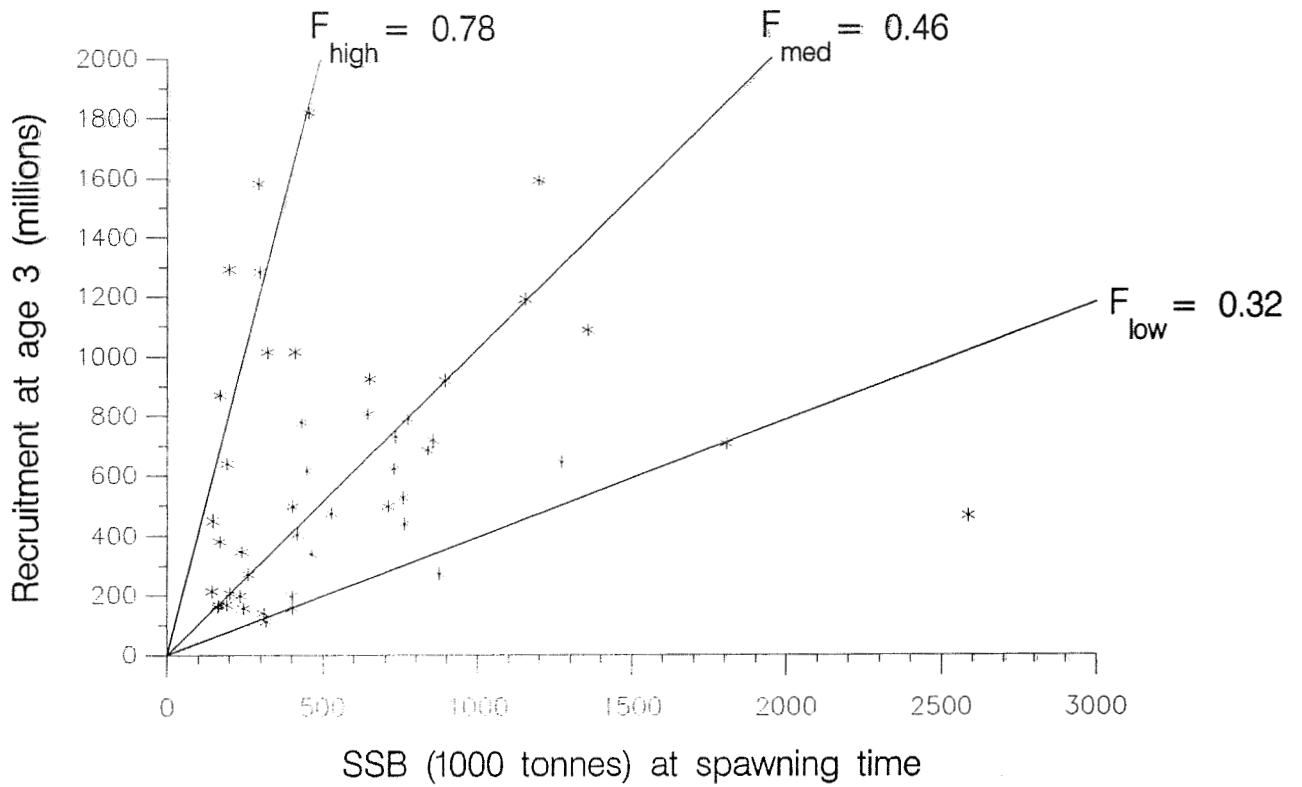 F high = 0.78
F med = 0.46
2000
1800
1600
1400
1200
1000
800
600
400
200
0
Recruitment at age 3 (millions)
F low = 0.32
0 500 1000 1500 2000 2500 3000
SSB (1000 tonnes) at spawning time